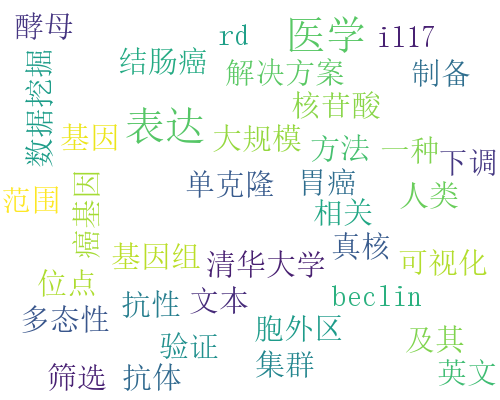 酵母
rd
医学
il17
结肠癌
解决方案
制备
数据挖掘
核苷酸
基因
表达
大规模
方法
一种
下调
范围
癌基因
单克隆
胃癌
人类
相关
基因组
清华大学
真核
可视化
位点
多态性
抗性
文本
beclin
胞外区
及其
验证
集群
英文
筛选
抗体